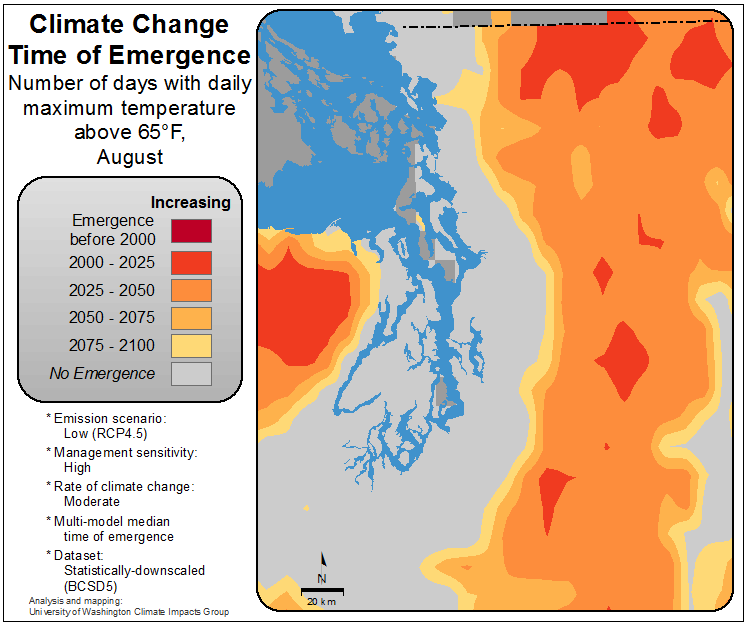 Climate Change
Time of Emergence
Number of days with daily
maximum temperature
above 65°F,
August
Increasing
Emergence
before 2000
2000 - 2025
2025 - 2050
2050 - 2075
2075 - 2100
No Emergence
* Emission scenario:
Low (RCP4.5)
* Management sensitivity:
High
* Rate of climate change:
Moderate
* Multi-model median
time of emergence
* Dataset:
Statistically-downscaled
(BCSD5)
Analysis and mapping:
University of Washington Climate Impacts Group
N
20 km